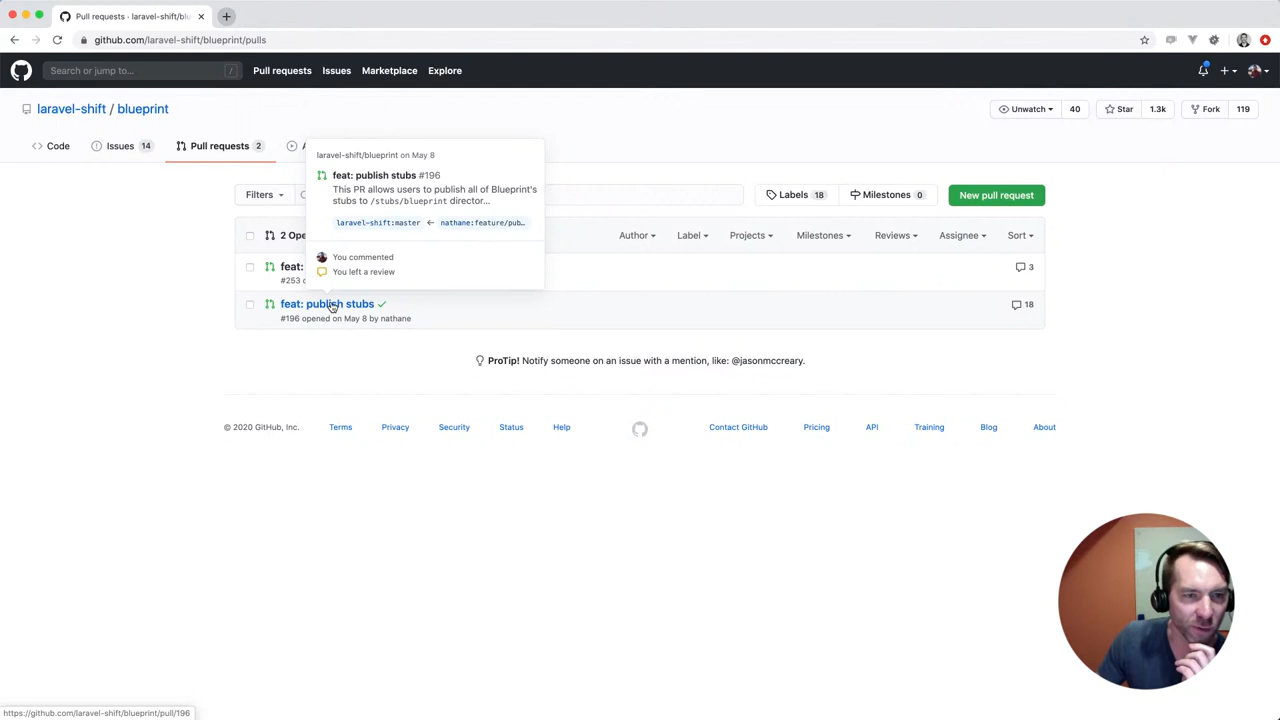 Pull requests · laravel-shift/blu
github.com/laravel-shift/blueprint/pulls
Search or jump to...
/
Pull requests
Issues
Marketplace
Explore
laravel-shift / blueprint
Unwatch
40
Star
1.3k
Fork
119
Code
Issues 14
Pull requests 2
laravel-shift/blueprint on May 8
feat: publish stubs #196
This PR allows users to publish all of Blueprint's
stubs to /stubs/blueprint director...
laravel-shift:master
nathane:feature/pub…
You commented
You left a review
Filters
Labels 18
Milestones 0
New pull request
2 Ope
Author
Label
Projects
Milestones
Reviews
Assignee
Sort
feat:
#253 o
3
feat: publish stubs
#196 opened on May 8 by nathane
18
ProTip! Notify someone on an issue with a mention, like: @jasonmccreary.
© 2020 GitHub, Inc.
Terms
Privacy
Security
Status
Help
Contact GitHub
Pricing
API
Training
Blog
About
https://github.com/laravel-shift/blueprint/pull/196